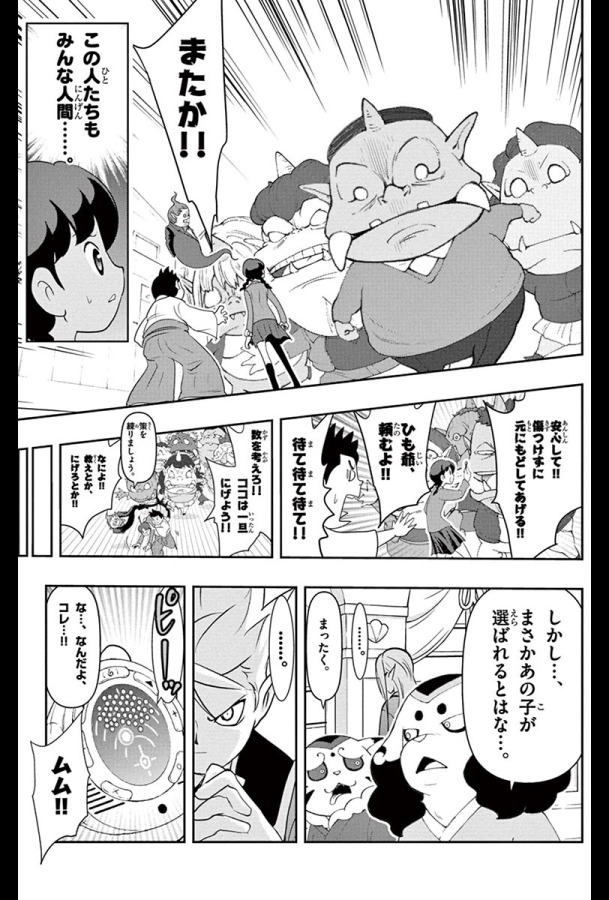 またか!!
この人たちも
みんな人間……。
安心して!!
傷つけずに
元にもどしてあげる!!
ひも爺、
頼むよ!!
待て待て待て!!
数を考えろ!!
ココは一旦
にげよう!!
策を
練りましょう。
なによ!!
救えとか、
にげろとか!!
しかし…、
まさかあの子が
選ばれるとはな…。
……。
まったく。
……。
ピーッ
な…、なんだよ、
コレ…!!
ムム!!